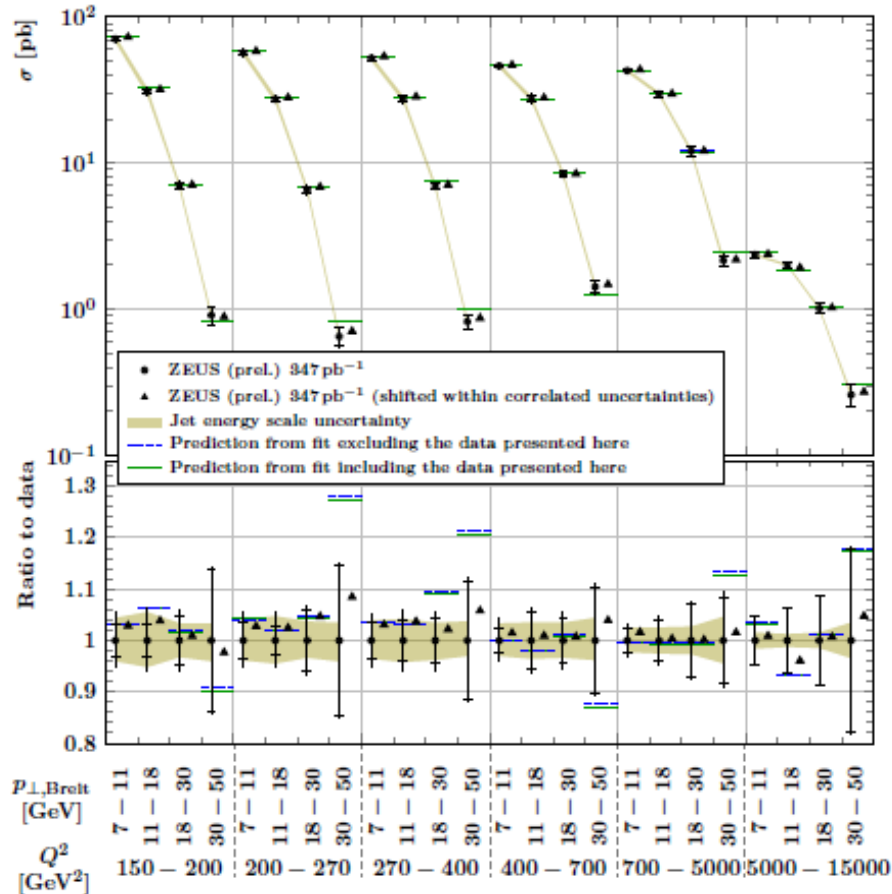 σ [pb]
10²
10¹
10⁰
10⁻¹
ZEUS (prel.) 347 pb⁻¹
ZEUS (prel.) 347 pb⁻¹ (shifted within correlated uncertainties)
Jet energy scale uncertainty
Prediction from fit excluding the data presented here
Prediction from fit including the data presented here
Ratio to data
1.3
1.2
1.1
1
0.9
0.8
p⊥,Breit
[GeV]
7 – 11
11 – 18
18 – 30
30 – 50
7 – 11
11 – 18
18 – 30
30 – 50
7 – 11
11 – 18
18 – 30
30 – 50
7 – 11
11 – 18
18 – 30
30 – 50
7 – 11
11 – 18
18 – 30
30 – 50
7 – 11
11 – 18
18 – 30
30 – 50
Q²
[GeV²]
150 – 200
200 – 270
270 – 400
400 – 700
700 – 5000
5000 – 15000